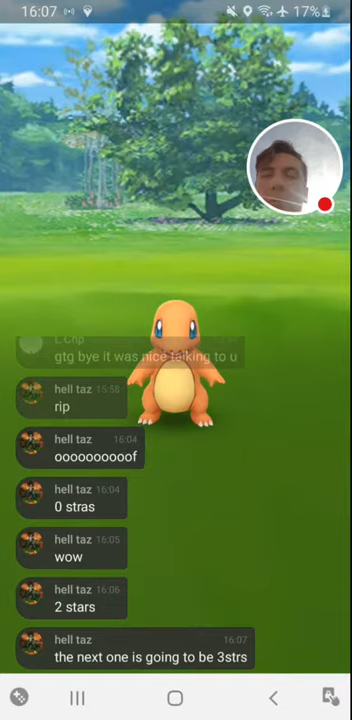 16:07
17%
L.Cnp
gtg bye it was nice talking to u
hell taz 15:58
rip
hell taz 16:04
ooooooooooof
hell taz 16:04
0 stras
hell taz 16:05
wow
hell taz 16:06
2 stars
hell taz 16:07
the next one is going to be 3strs